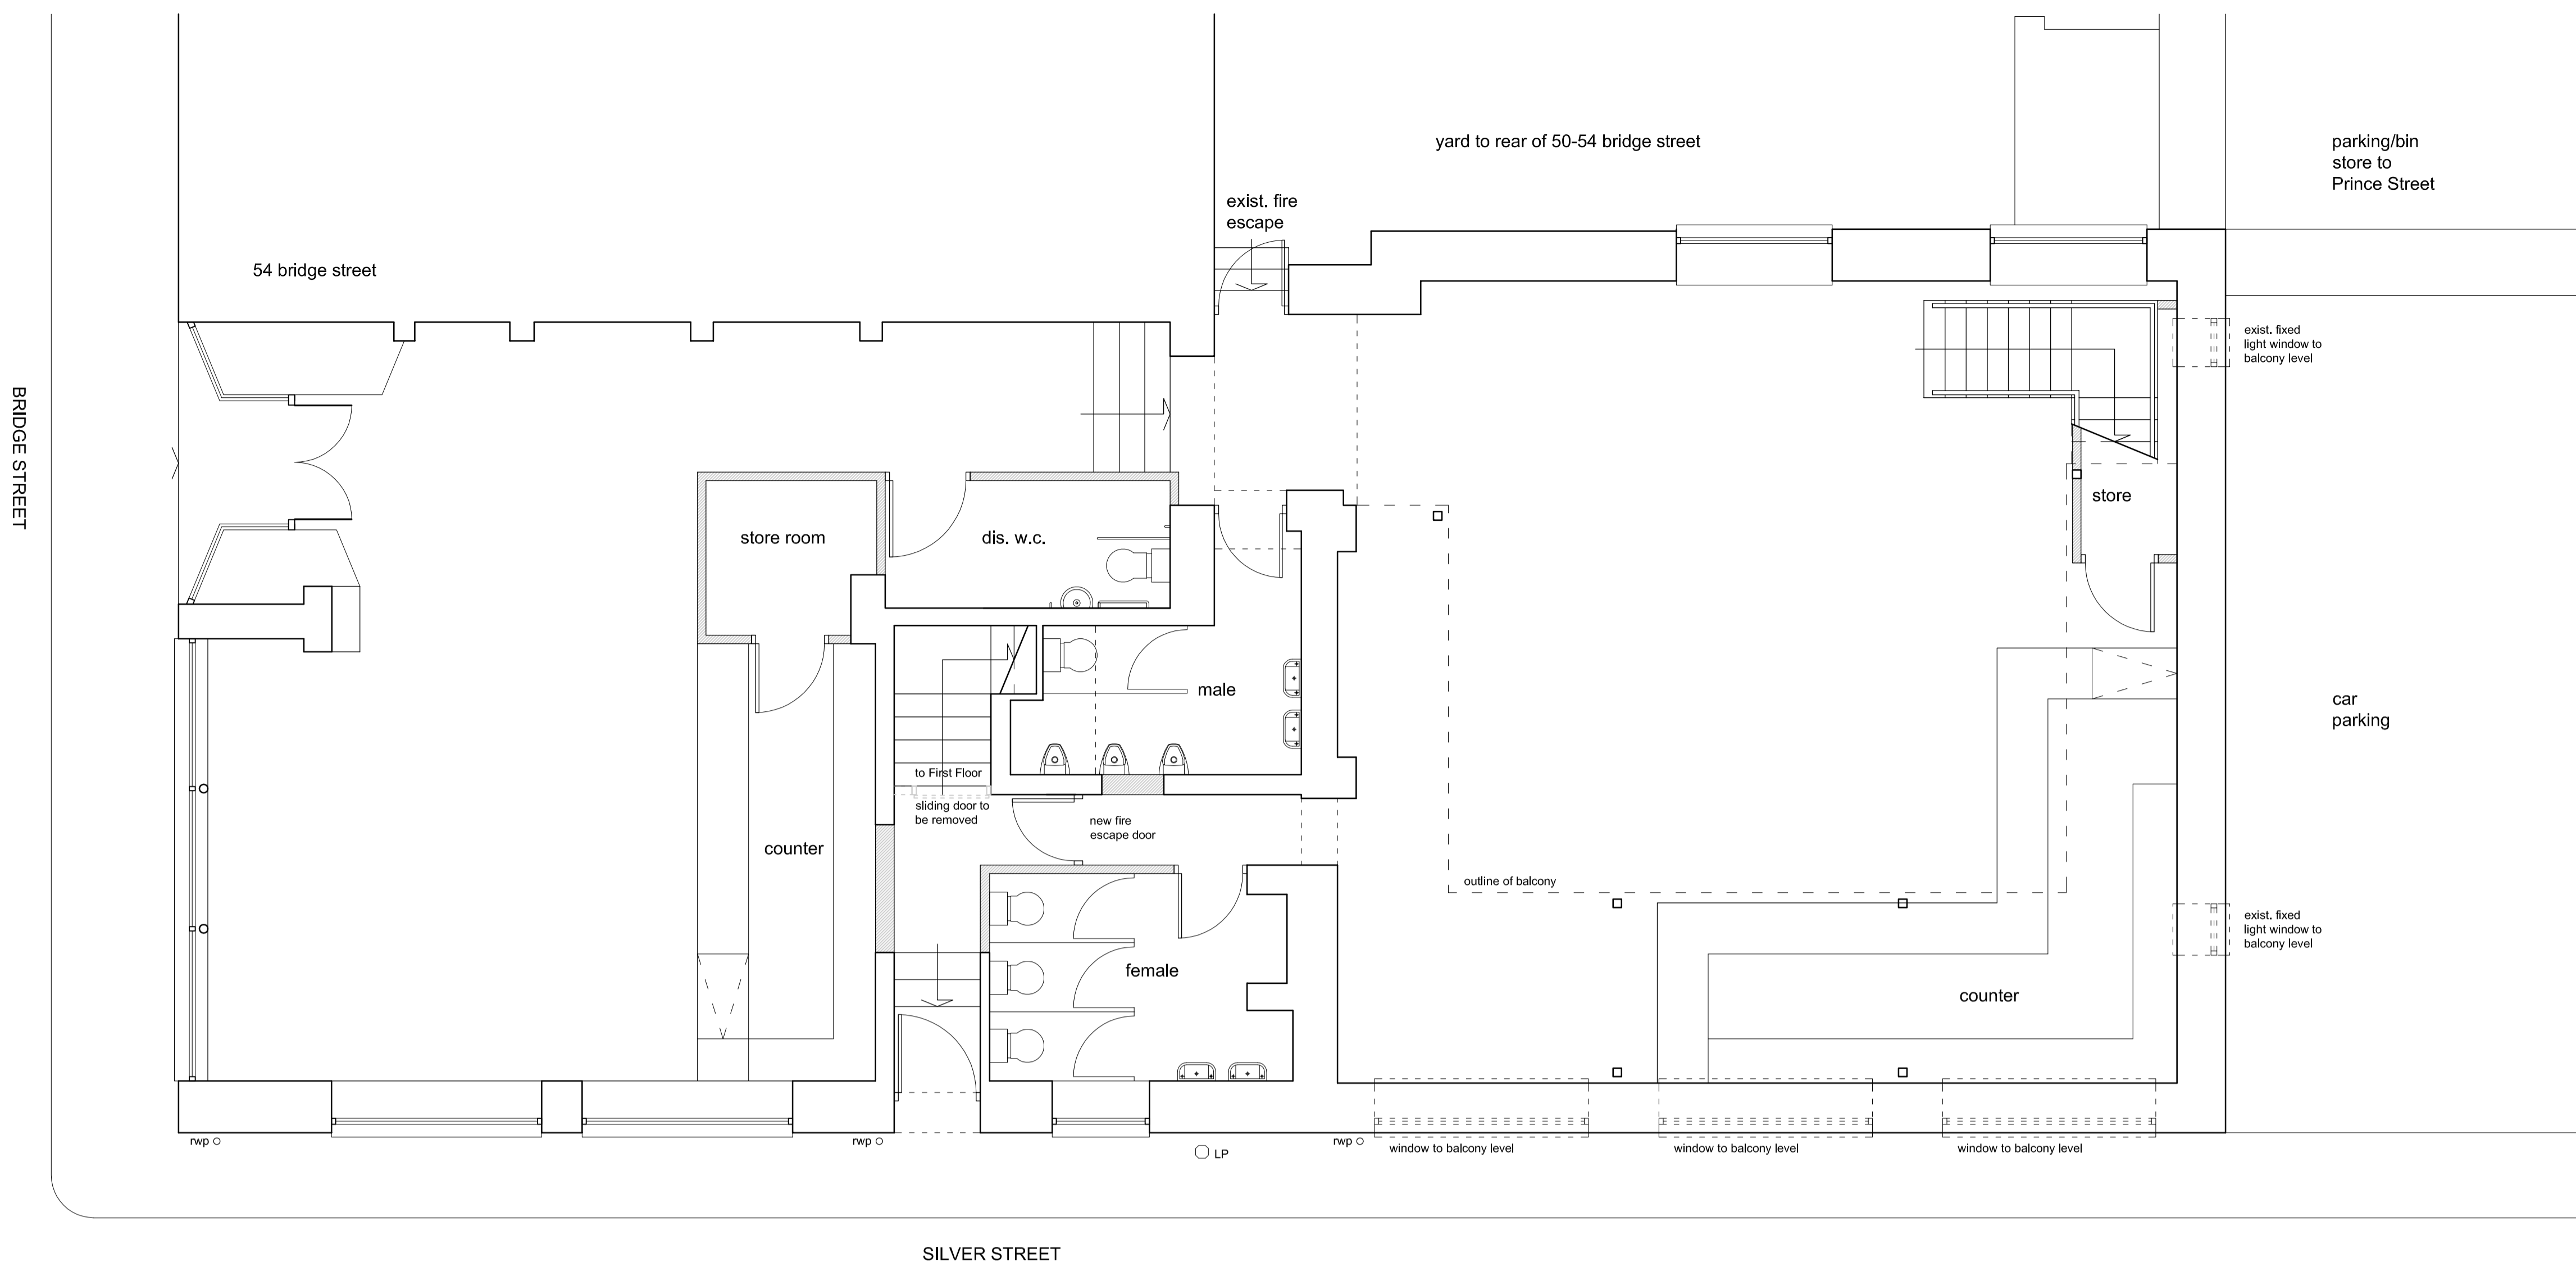 yard to rear of 50-54 bridge street
parking/bin
store to
Prince Street
exist. fire
escape
54 bridge street
exist. fixed
light window to
balcony level
BRIDGE STREET
store
store room
dis. w.c.
male
car
parking
to First Floor
sliding door to
be removed
new fire
escape door
counter
outline of balcony
exist. fixed
light window to
balcony level
female
counter
rwp
rwp
rwp
LP
window to balcony level
window to balcony level
window to balcony level
SILVER STREET